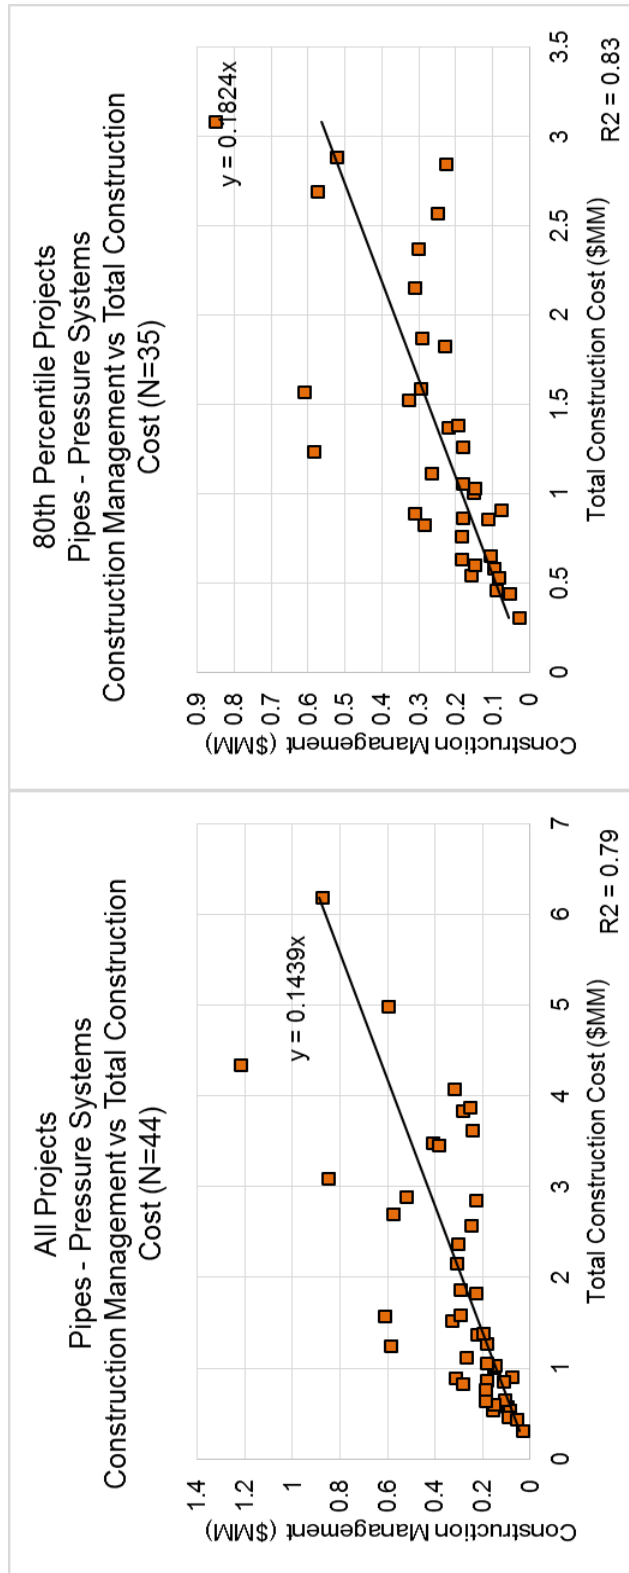 All Projects
Pipes - Pressure Systems
Construction Management vs Total Construction
Cost (N=44)
Construction Management ($MM)
1.4
1.2
1
0.8
0.6
0.4
0.2
0
y = 0.1439x
0 1 2 3 4 5 6 7
Total Construction Cost ($MM)
R2 = 0.79
80th Percentile Projects
Pipes - Pressure Systems
Construction Management vs Total Construction
Cost (N=35)
Construction Management ($MM)
0.9
0.8
0.7
0.6
0.5
0.4
0.3
0.2
0.1
0
y = 0.1824x
0 0.5 1 1.5 2 2.5 3 3.5
Total Construction Cost ($MM)
R2 = 0.83